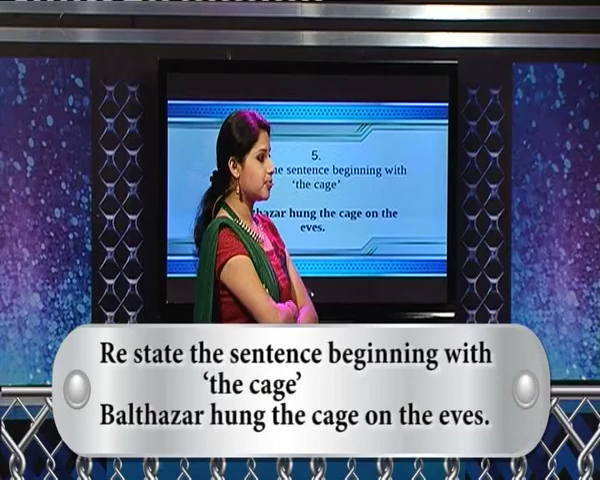 5.
he sentence beginning with
'the cage'
hazar hung the cage on the
eves.
Re state the sentence beginning with
‘the cage’
Balthazar hung the cage on the eves.